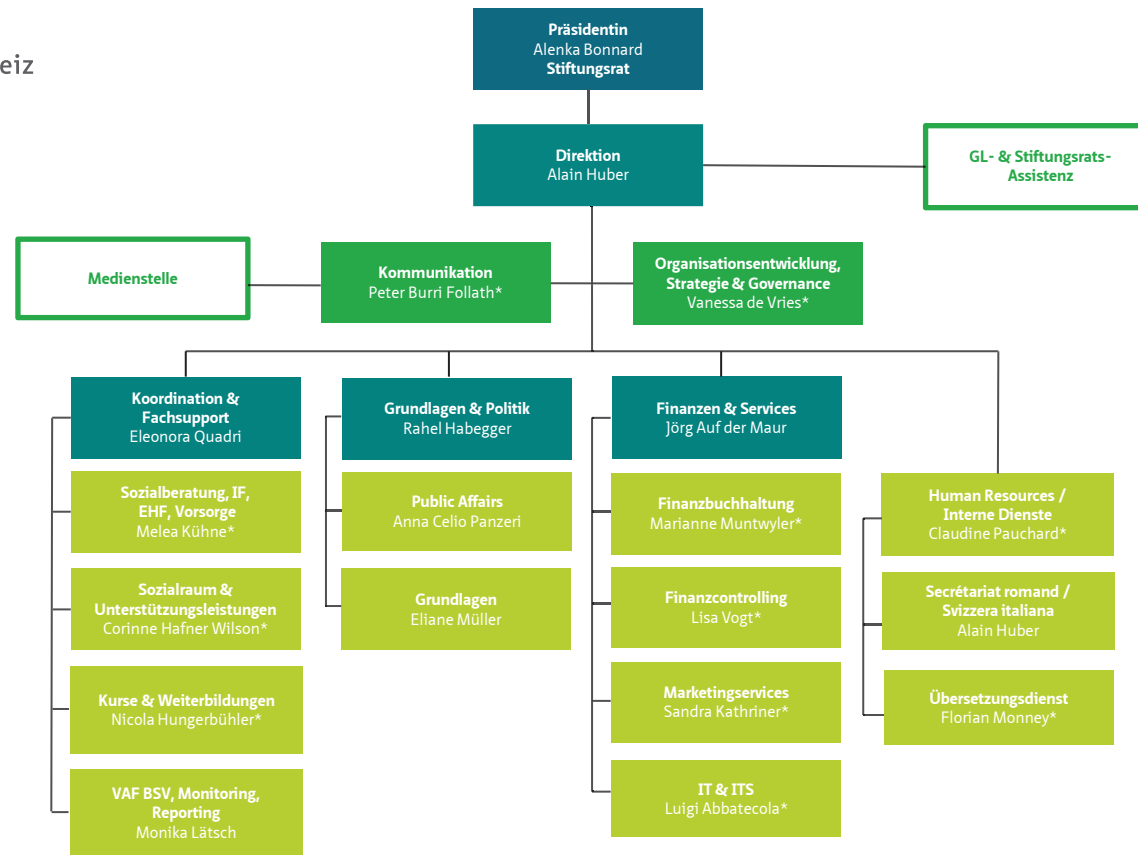 eiz
Präsidentin
Alenka Bonnard
Stiftungsrat
Direktion
Alain Huber
GL- & Stiftungsrats-
Assistenz
Medienstelle
Kommunikation
Peter Burri Follath*
Organisationsentwicklung,
Strategie & Governance
Vanessa de Vries*
Koordination &
Fachsupport
Eleonora Quadri
Sozialberatung, IF,
EHF, Vorsorge
Melea Kühne*
Sozialraum &
Unterstützungsleistungen
Corinne Hafner Wilson*
Kurse & Weiterbildungen
Nicola Hungerbühler*
VAF BSV, Monitoring,
Reporting
Monika Lätsch
Grundlagen & Politik
Rahel Habegger
Public Affairs
Anna Celio Panzeri
Grundlagen
Eliane Müller
Finanzen & Services
Jörg Auf der Maur
Finanzbuchhaltung
Marianne Muntwyler*
Finanzcontrolling
Lisa Vogt*
Marketingservices
Sandra Kathriner*
IT & ITS
Luigi Abbatecola*
Human Resources /
Interne Dienste
Claudine Pauchard*
Secrétariat romand /
Svizzera italiana
Alain Huber
Übersetzungsdienst
Florian Monney*